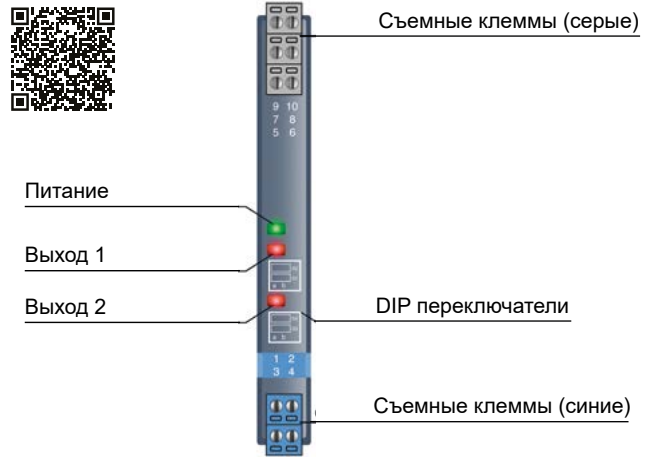 Съемные клеммы (серые)
9 10
7 8
5 6
Питание
Выход 1
a b
Выход 2
DIP переключатели
a b
1 2
3 4
Съемные клеммы (синие)